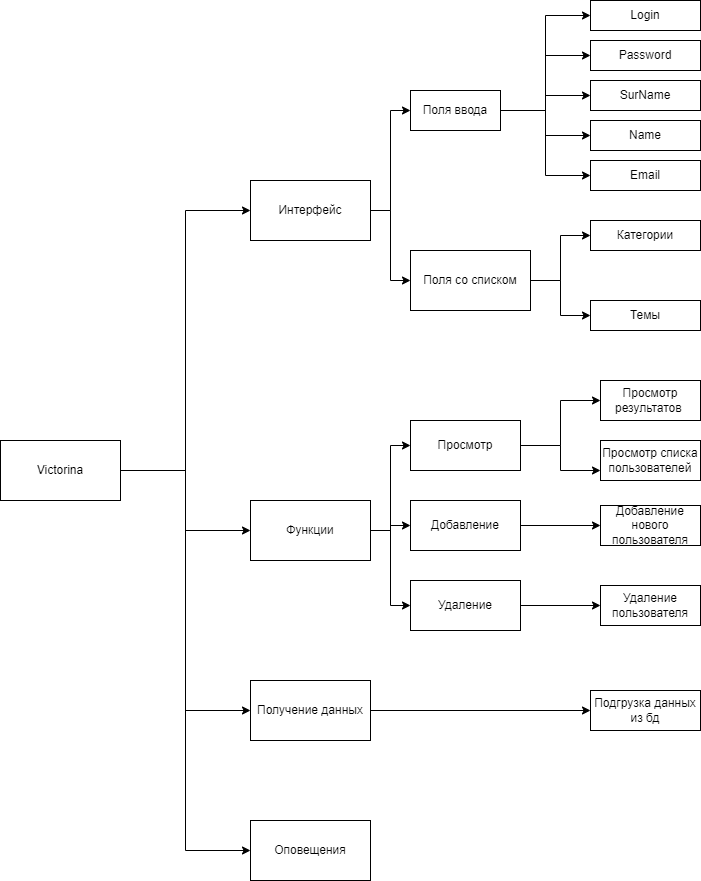 Login
Password
SurName
Name
Email
Поля ввода
Интерфейс
Поля со списком
Категории
Темы
Victorina
Функции
Просмотр
Просмотр
результатов
Просмотр списка
пользователей
Добавление
Добавление
нового
пользователя
Удаление
Удаление
пользователя
Получение данных
Подгрузка данных
из бд
Оповещения